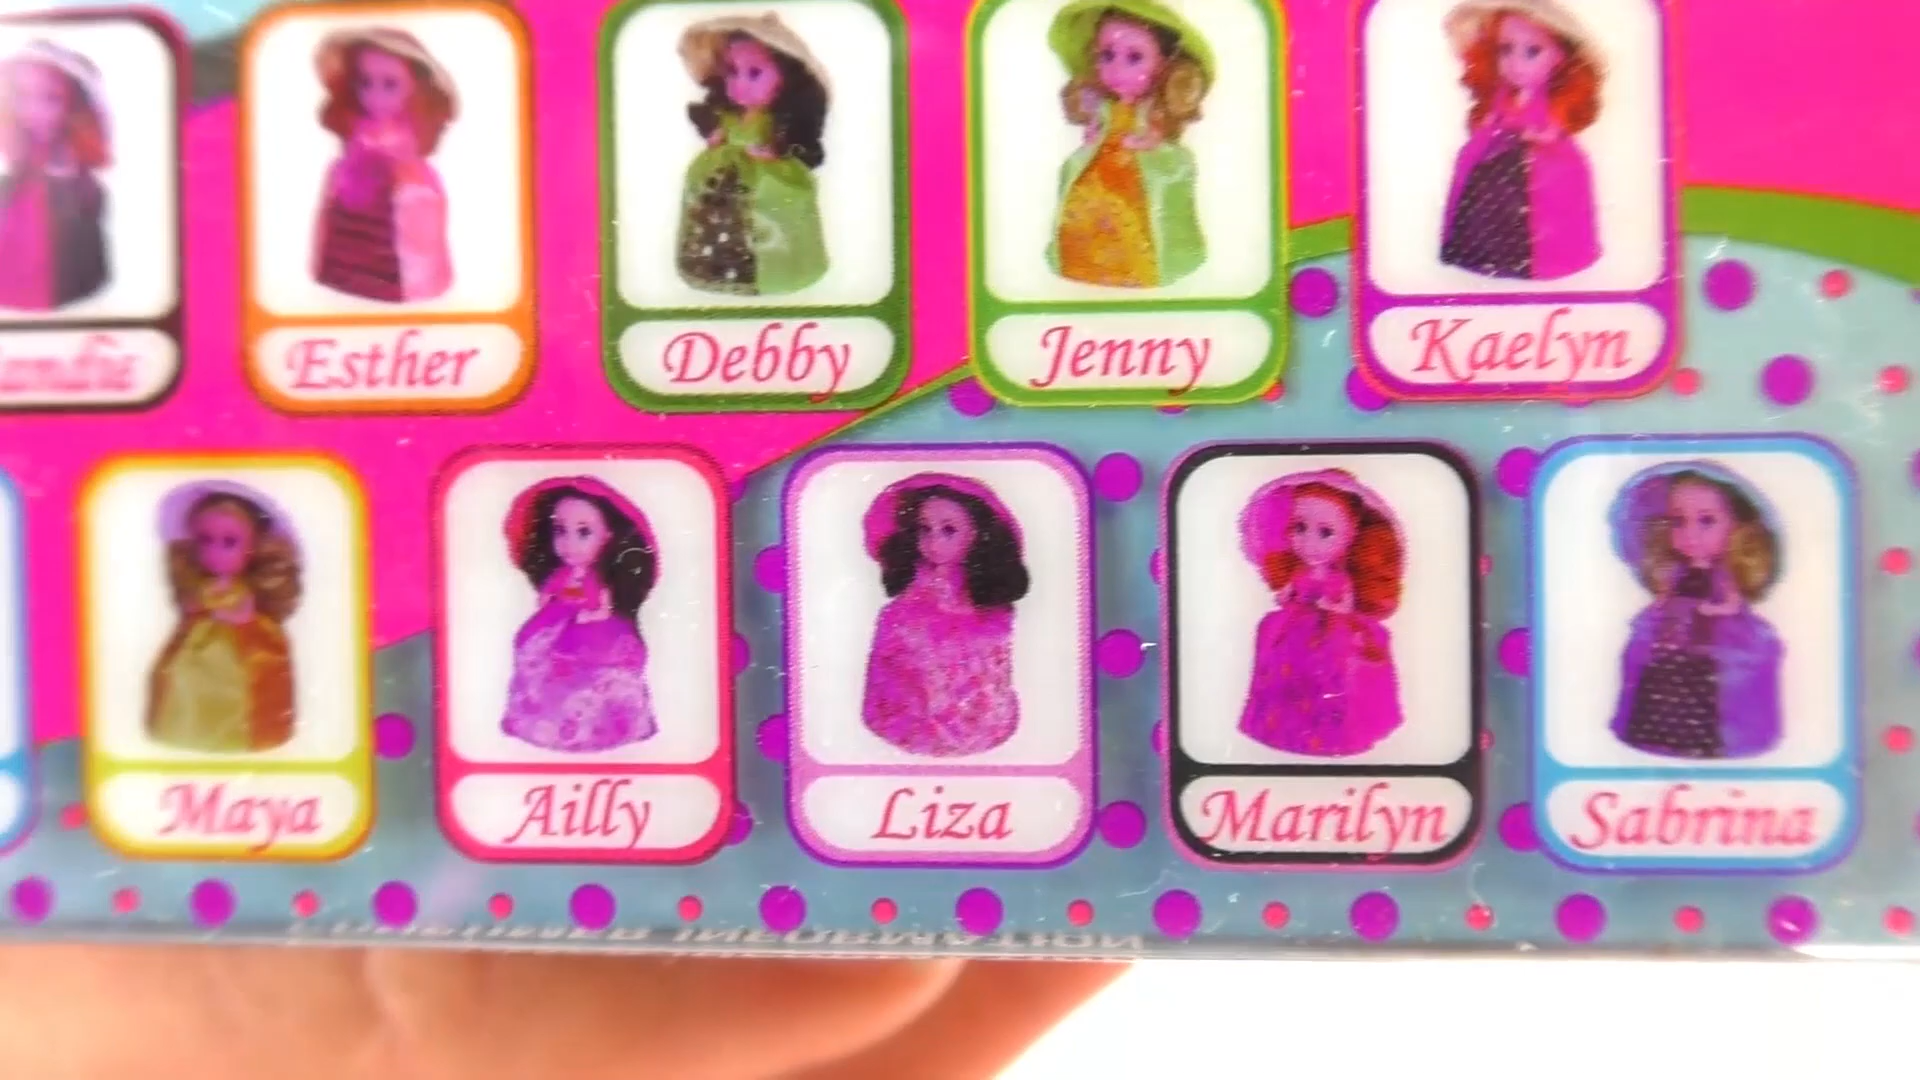 Esther
Debby
Jenny
Kaelyn
Maya
Ailly
Liza
Marilyn
Sabrina